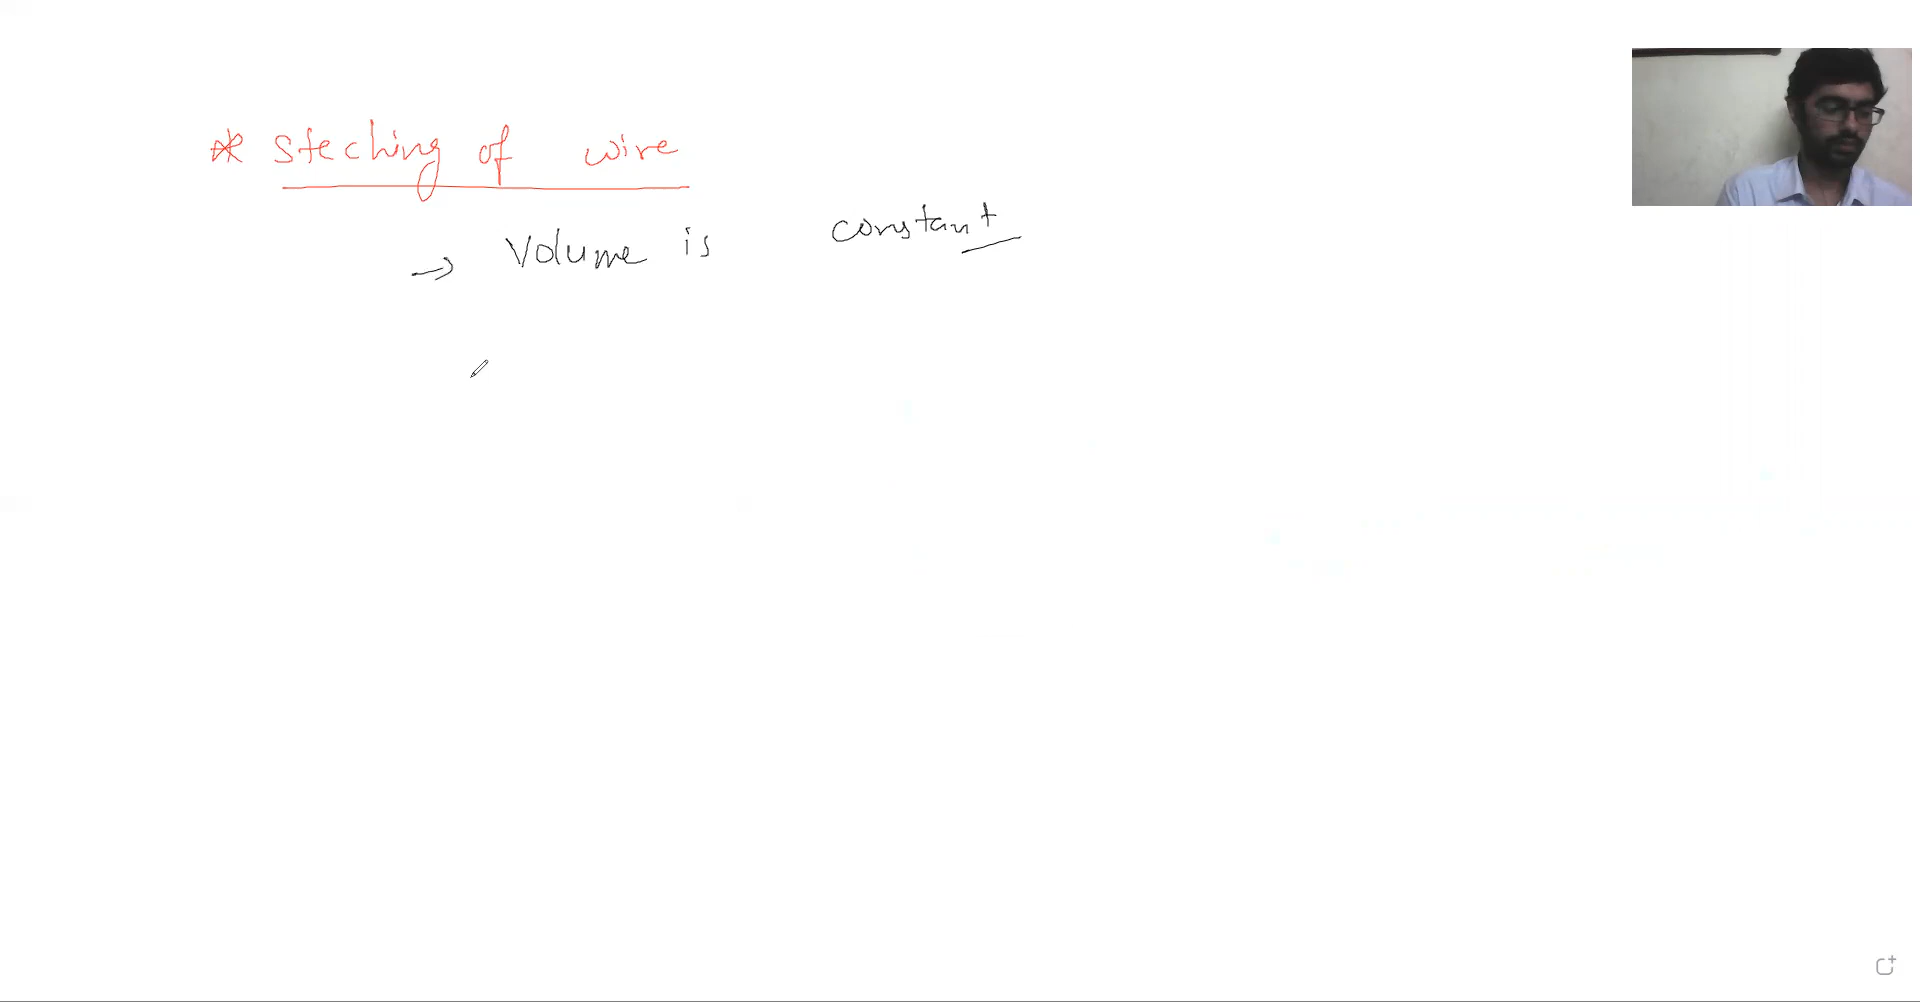 * Steching of wire
→ Volume is constant